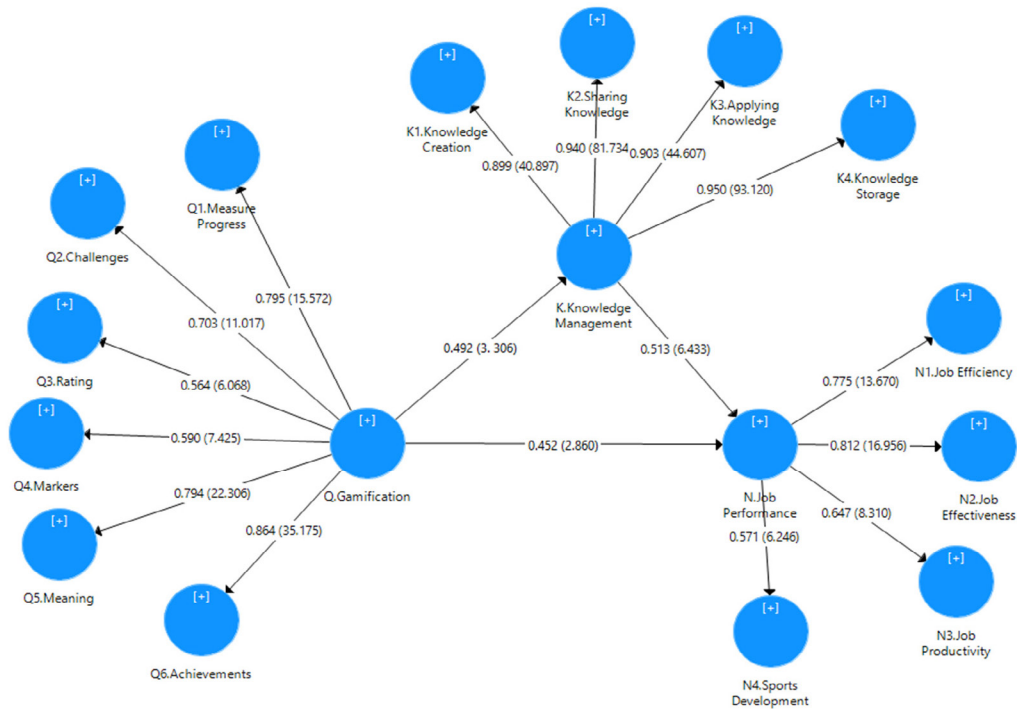 [+]
K1.Knowledge
Creation
[+]
K2.Sharing
Knowledge
[+]
K3.Applying
Knowledge
[+]
K4.Knowledge
Storage
0.899 (40.897)
0.940 (81.734
0.903 (44.607)
0.950 (93.120)
[+]
K.Knowledge
Management
[+]
Q1.Measure
Progress
[+]
Q2.Challenges
[+]
Q3.Rating
[+]
Q4.Markers
[+]
Q5.Meaning
[+]
Q6.Achievements
0.795 (15.572)
0.703 (11.017)
0.564 (6.068)
0.590 (7.425)
0.794 (22.306)
0.864 (35.175)
[+]
Q.Gamification
0.492 (3. 306)
0.513 (6.433)
0.452 (2.860)
[+]
N.Job
Performance
0.775 (13.670)
0.812 (16.956)
0.647 (8.310)
0.571 (6.246)
[+]
N1.Job Efficiency
[+]
N2.Job
Effectiveness
[+]
N3.Job
Productivity
[+]
N4.Sports
Development